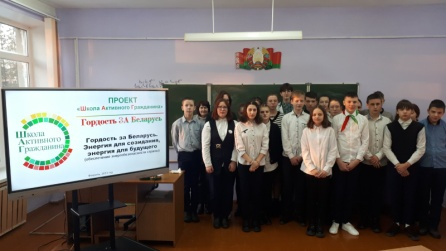 ПРОЕКТ
«Школа Активного Гражданина»
Гордость ЗА Беларусь
Школа
Активного
Гражданина
Гордость за Беларусь.
Энергия для созидания,
энергия для будущего